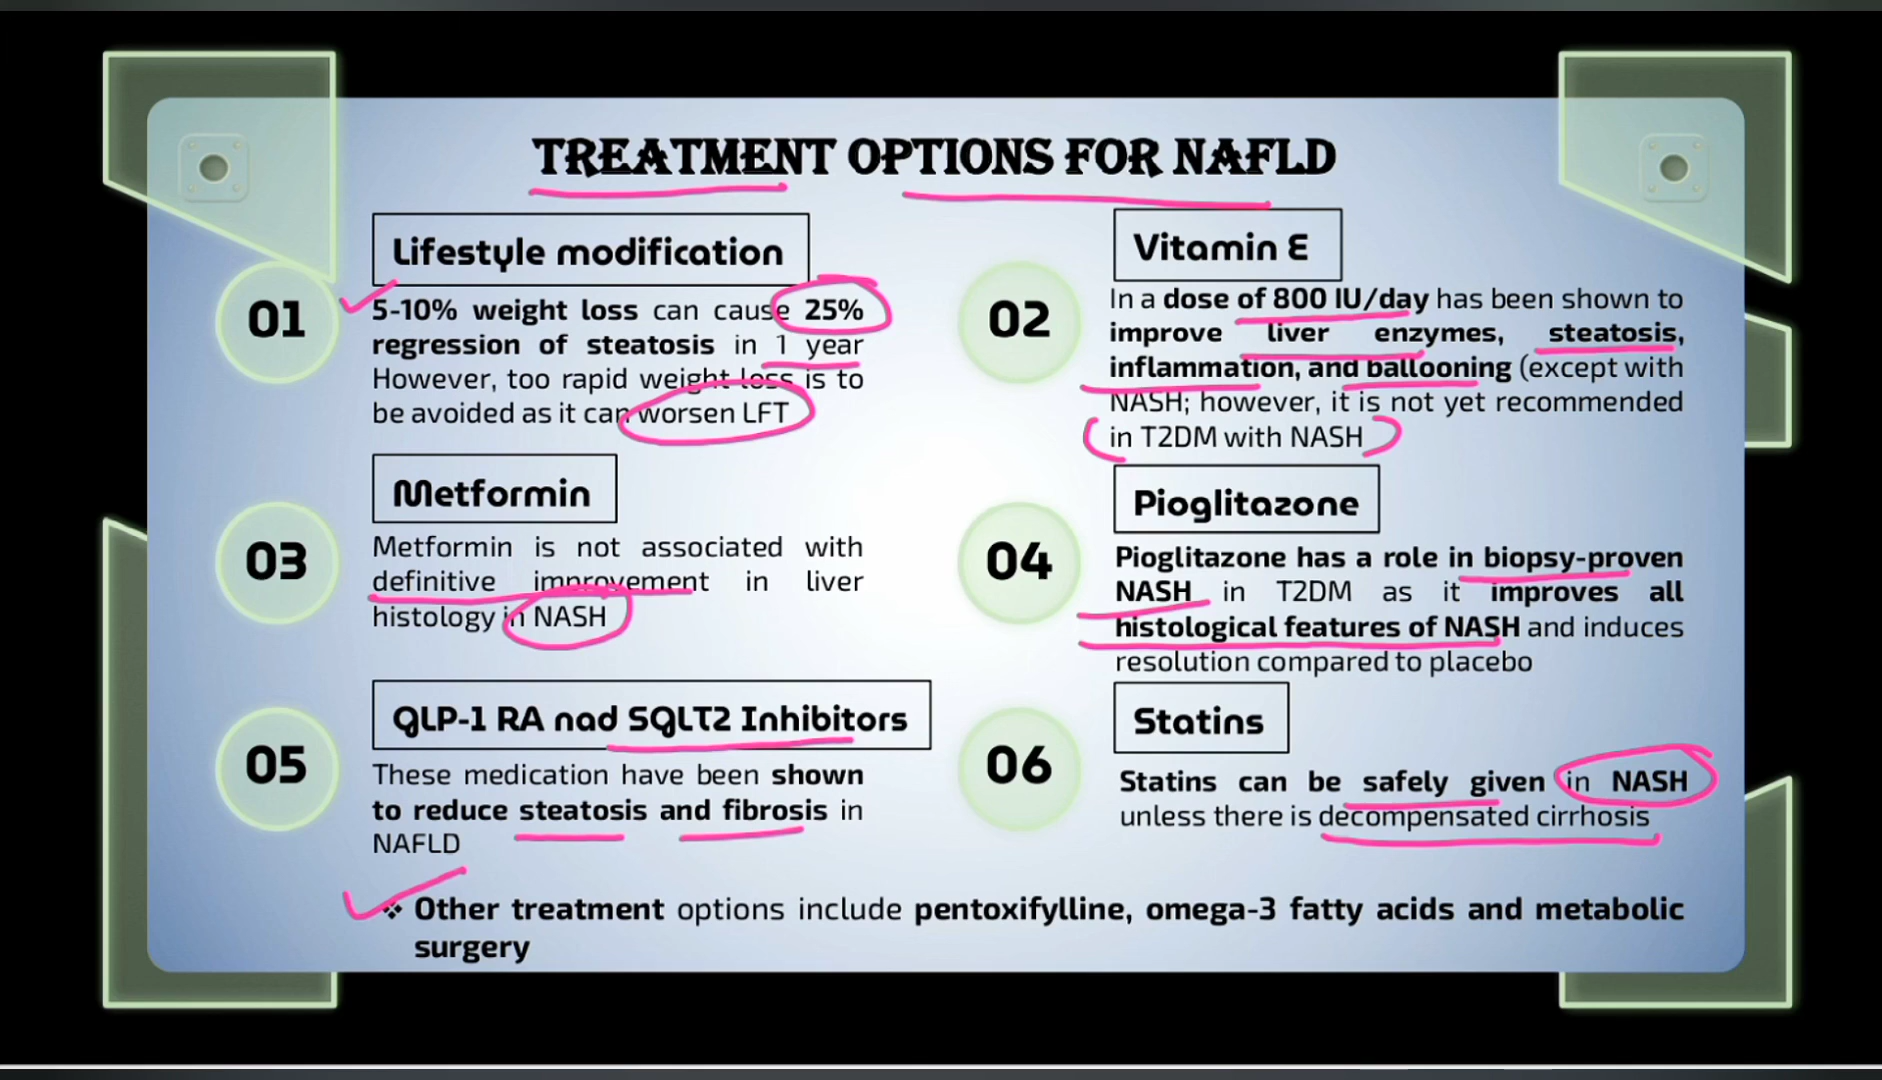 TREATMENT OPTIONS FOR NAFLD
01
Lifestyle modification
5-10% weight loss can cause 25%
regression of steatosis in 1 year
However, too rapid weight loss is to
be avoided as it can worsen LFT
02
Vitamin E
In a dose of 800 IU/day has been shown to
improve liver enzymes, steatosis,
inflammation, and ballooning (except with
NASH; however, it is not yet recommended
in T2DM with NASH
03
Metformin
Metformin is not associated with
definitive improvement in liver
histology in NASH
04
Pioglitazone
Pioglitazone has a role in biopsy-proven
NASH in T2DM as it improves all
histological features of NASH and induces
resolution compared to placebo
05
GLP-1 RA nad SGLT2 Inhibitors
These medication have been shown
to reduce steatosis and fibrosis in
NAFLD
06
Statins
Statins can be safely given in NASH
unless there is decompensated cirrhosis
❖ Other treatment options include pentoxifylline, omega-3 fatty acids and metabolic
surgery